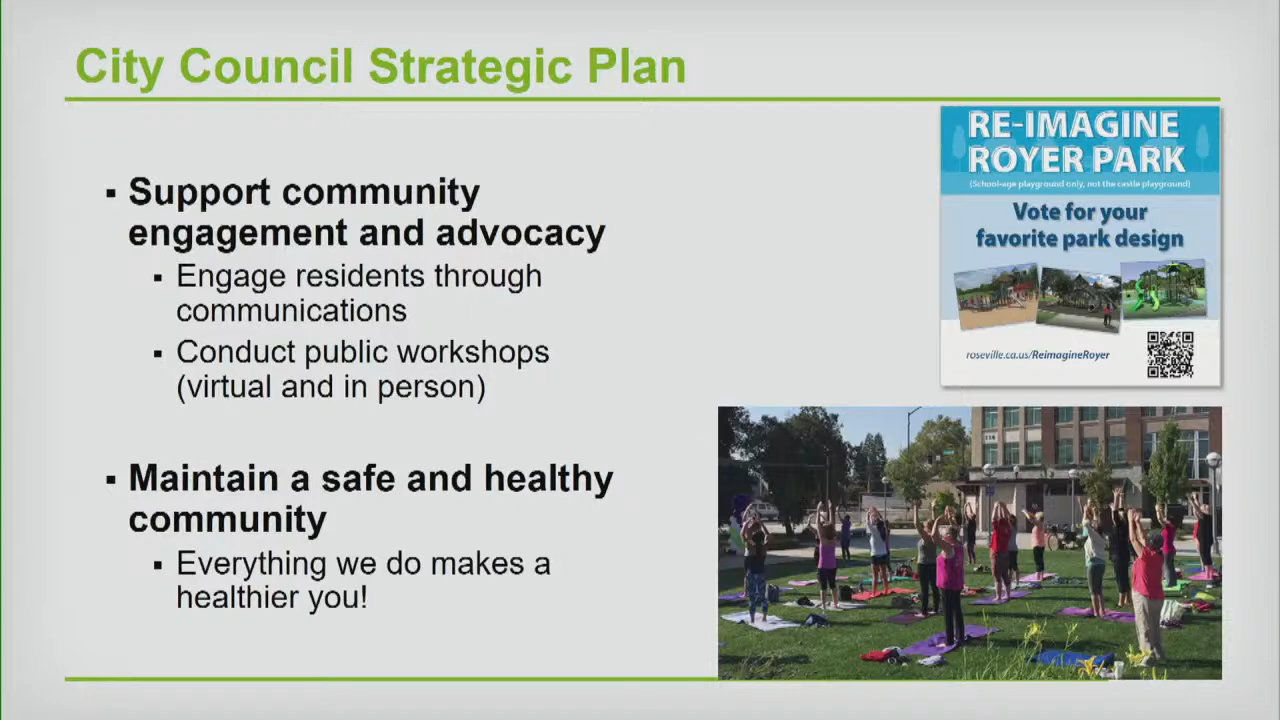 City Council Strategic Plan
▪ Support community
engagement and advocacy
▪ Engage residents through
communications
▪ Conduct public workshops
(virtual and in person)
▪ Maintain a safe and healthy
community
▪ Everything we do makes a
healthier you!
RE-IMAGINE
ROYER PARK
(School-age playground only, not the castle playground)
Vote for your
favorite park design
roseville.ca.us/ReimagineRoyer
116